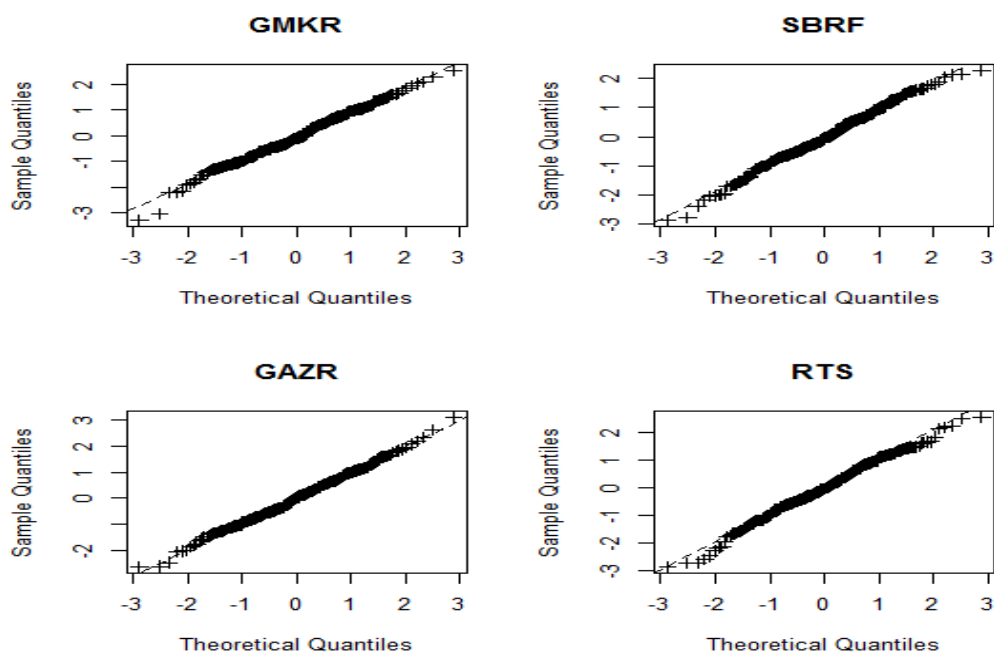 GMKR
Sample Quantiles
-3 -1 0 1 2
-3 -2 -1 0 1 2 3
Theoretical Quantiles
SBRF
Sample Quantiles
-3 -2 -1 0 1 2
-3 -2 -1 0 1 2 3
Theoretical Quantiles
GAZR
Sample Quantiles
-2 0 1 2 3
-3 -2 -1 0 1 2 3
Theoretical Quantiles
RTS
Sample Quantiles
-3 -2 -1 0 1 2
-3 -2 -1 0 1 2 3
Theoretical Quantiles